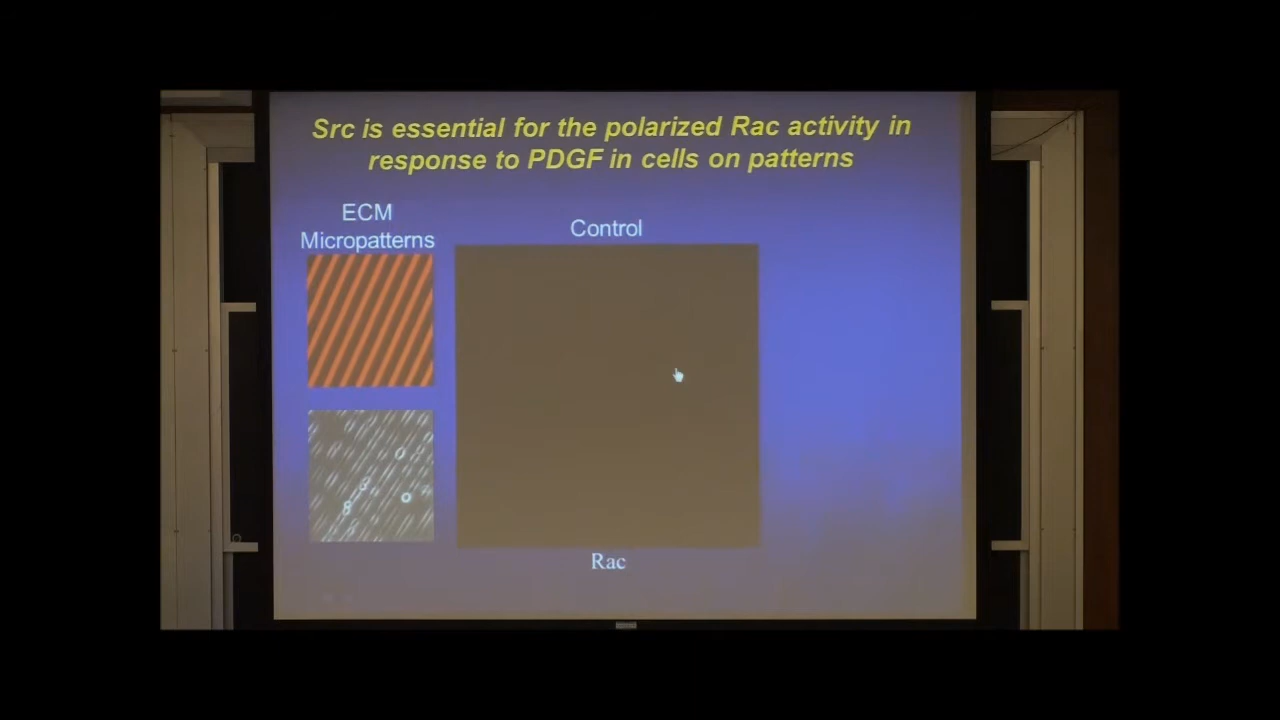 Src is essential for the polarized Rac activity in
response to PDGF in cells on patterns
ECM
Micropatterns
Control
Rac